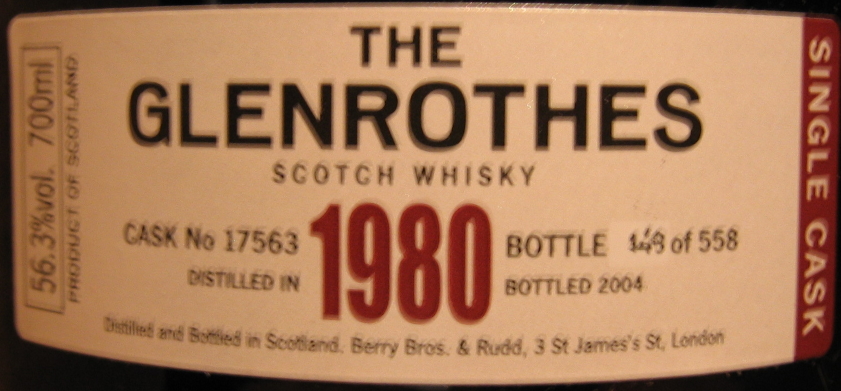 THE
GLENROTHES
SCOTCH WHISKY
CASK No 17563
DISTILLED IN
1980
BOTTLE of 558
BOTTLED 2004
Distilled and Bottled in Scotland. Berry Bros. & Rudd, 3 St James's St, London
56.3%vol. 700ml
PRODUCT OF SCOTLAND
SINGLE CASK